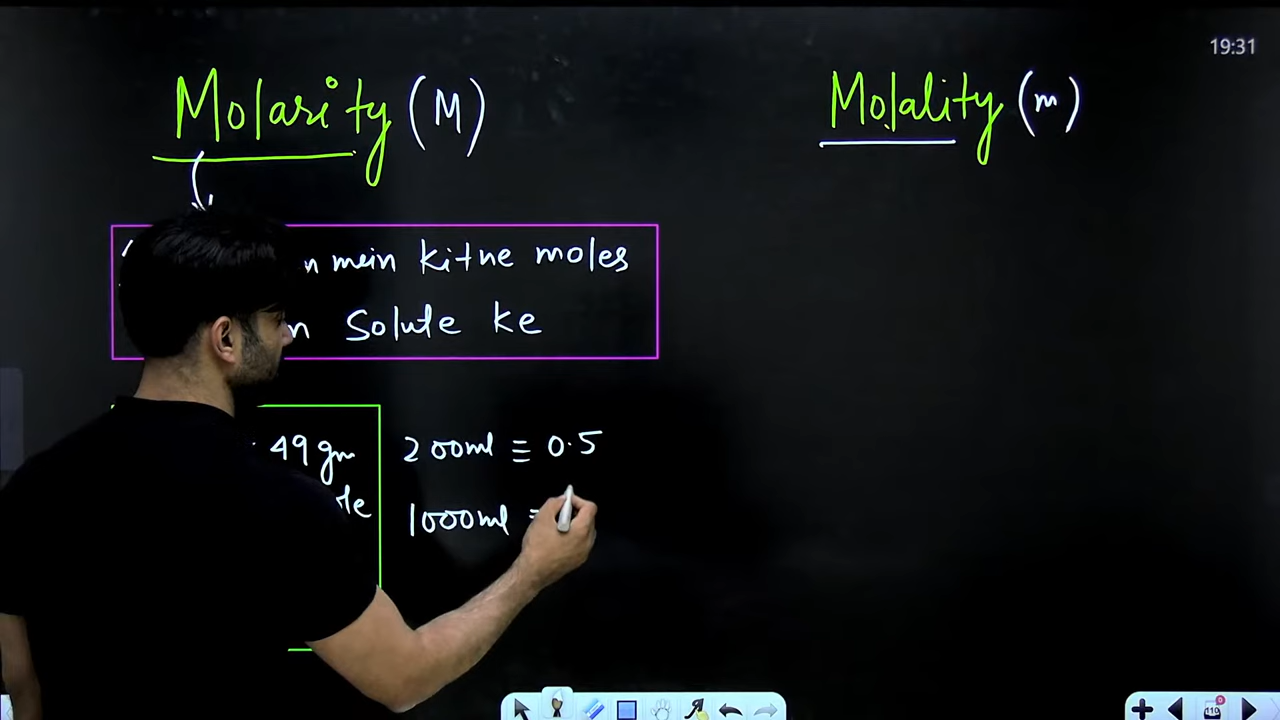 19:31
Molarity (M)
Molality (m)
mein kitne moles
Solute ke
49 gm
200ml ≡ 0.5
1000ml